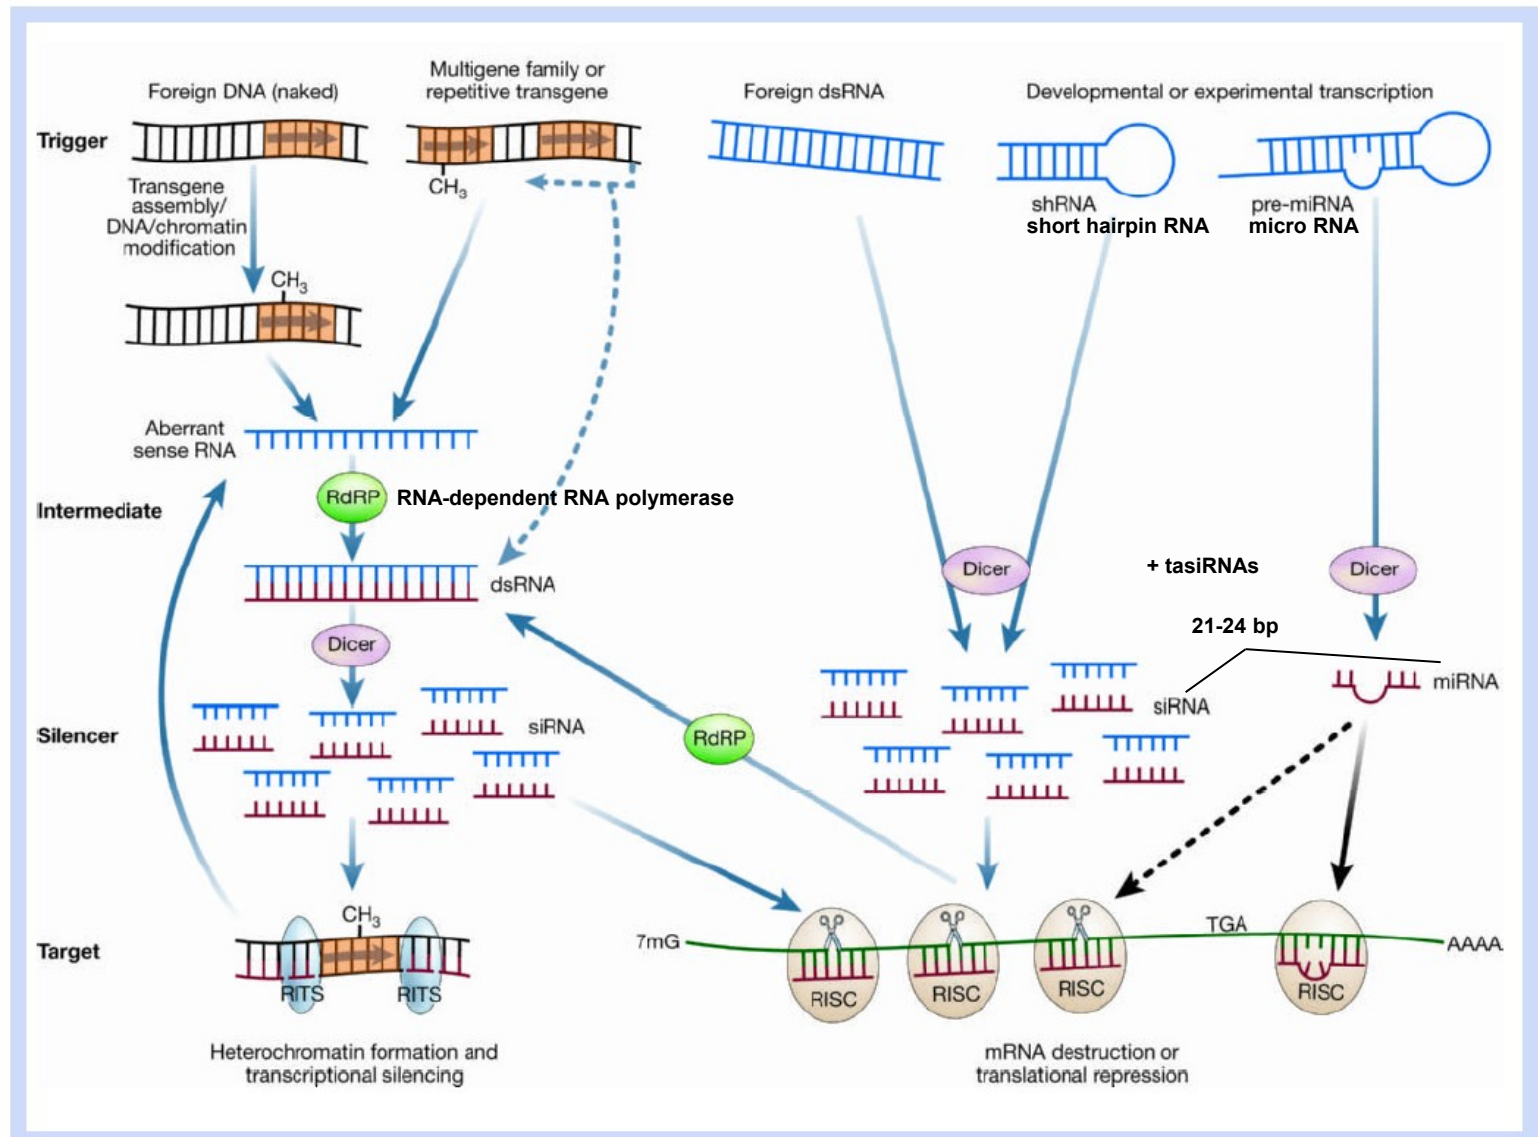 Foreign DNA (naked)
Multigene family or
repetitive transgene
Foreign dsRNA
Developmental or experimental transcription
Trigger
CH3
Transgene
assembly/
DNA/chromatin
modification
shRNA
short hairpin RNA
pre-miRNA
micro RNA
CH3
Aberrant
sense RNA
RdRP
RNA-dependent RNA polymerase
Intermediate
dsRNA
Dicer
+ tasiRNAs
Dicer
Dicer
21-24 bp
miRNA
siRNA
siRNA
Silencer
RdRP
CH3
Target
RITS
RITS
7mG
TGA
AAAA
RISC
RISC
RISC
RISC
Heterochromatin formation and
transcriptional silencing
mRNA destruction or
translational repression